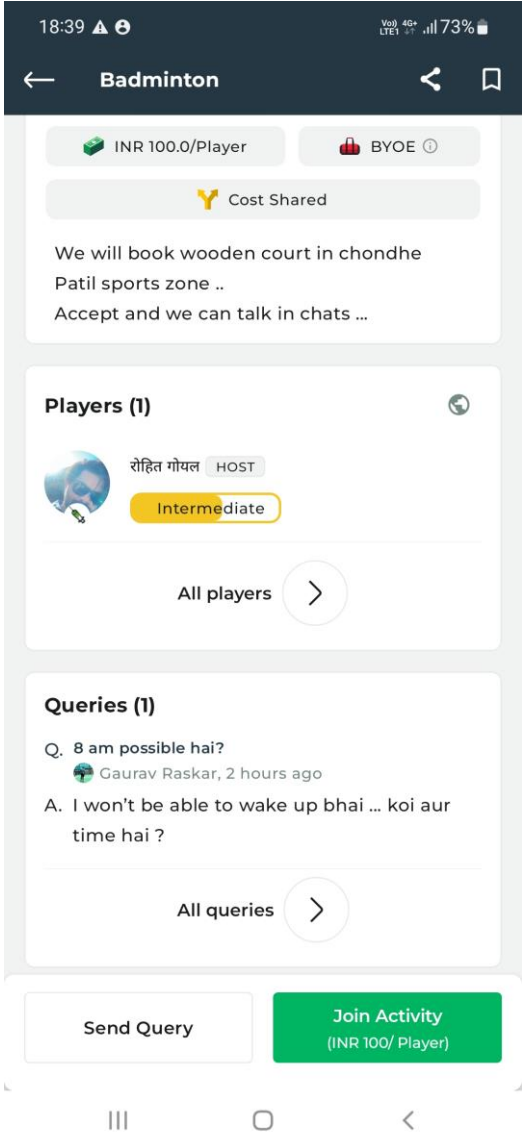 18:39
Vo)) 4G+
LTE1 73%
Badminton
INR 100.0/Player
BYOE
Cost Shared
We will book wooden court in chondhe
Patil sports zone ..
Accept and we can talk in chats ...
Players (1)
रोहित गोयल HOST
Intermediate
All players
Queries (1)
Q. 8 am possible hai?
Gaurav Raskar, 2 hours ago
A. I won't be able to wake up bhai ... koi aur
time hai ?
All queries
Send Query
Join Activity
(INR 100/ Player)